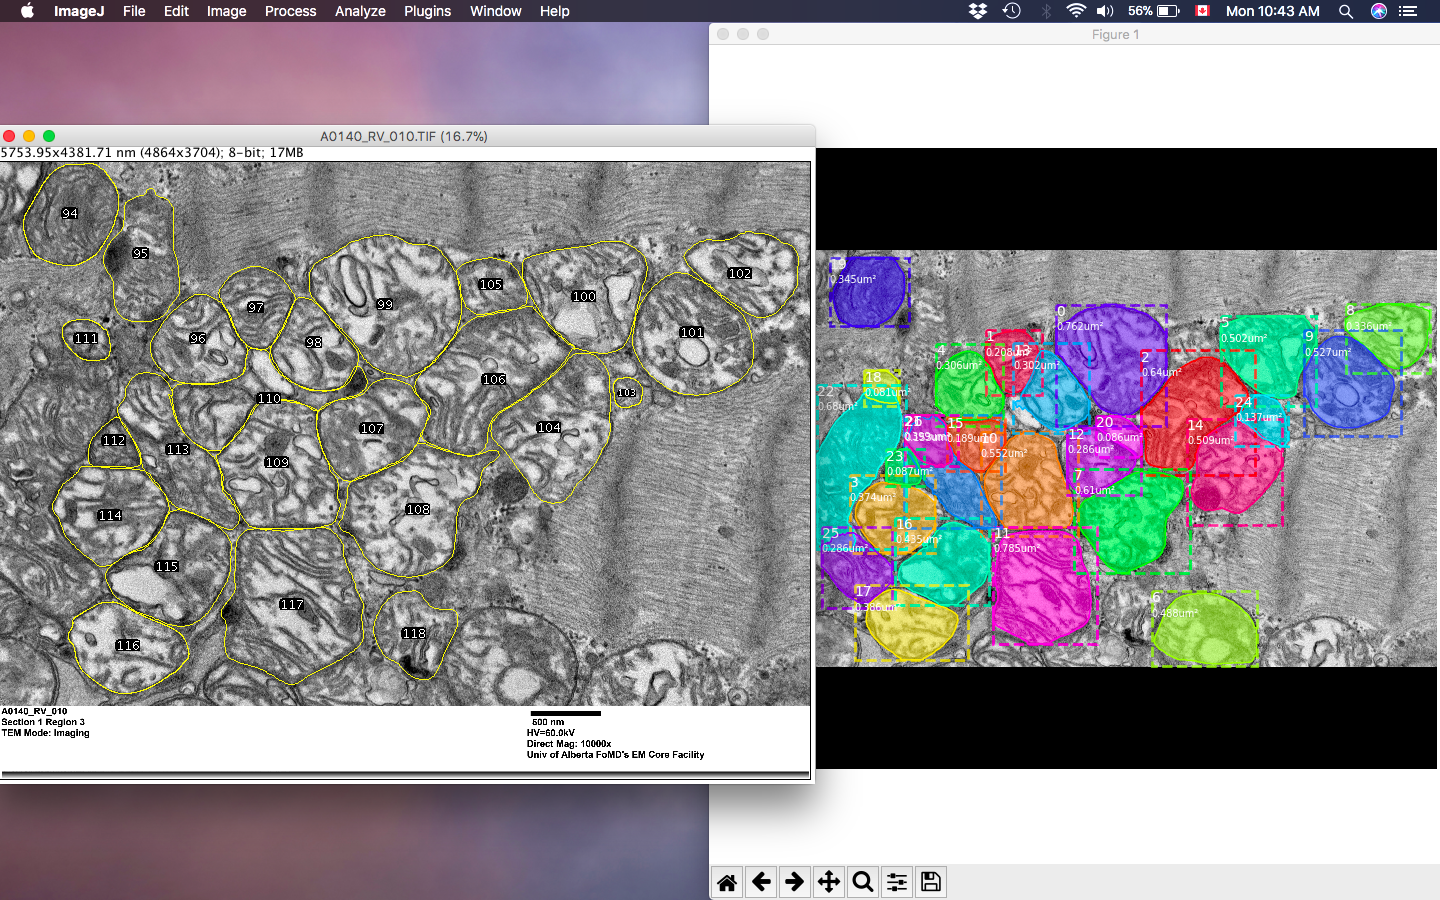 ImageJ File Edit Image Process Analyze Plugins Window Help 56% Mon 10:43 AM
Figure 1
A0140_RV_010.TIF (16.7%)
5753.95x4381.71 nm (4864x3704); 8-bit; 17MB
94
95
97
96
98
99
105
100
102
101
111
106
103
110
107
104
112
113
109
108
114
115
117
116
118
A0140_RV_010
Section 1 Region 3
TEM Mode: Imaging
500 nm
HV=60.0kV
Direct Mag: 10000x
Univ of Alberta FoMD's EM Core Facility
0.345um²
0
0.762um²
8
0.336um²
5
0.502um²
9
0.527um²
1
0.208um²
13
0.302um²
4
0.306um²
2
0.64um²
18
0.081um²
22
0.68um²
24
0.137um²
21
15
0.189um²
10
0.552um²
12
0.286um²
20
0.086um²
14
0.509um²
23
0.087um²
7
0.61um²
3
0.374um²
16
0.435um²
25
0.286um²
11
0.785um²
17
6
0.488um²